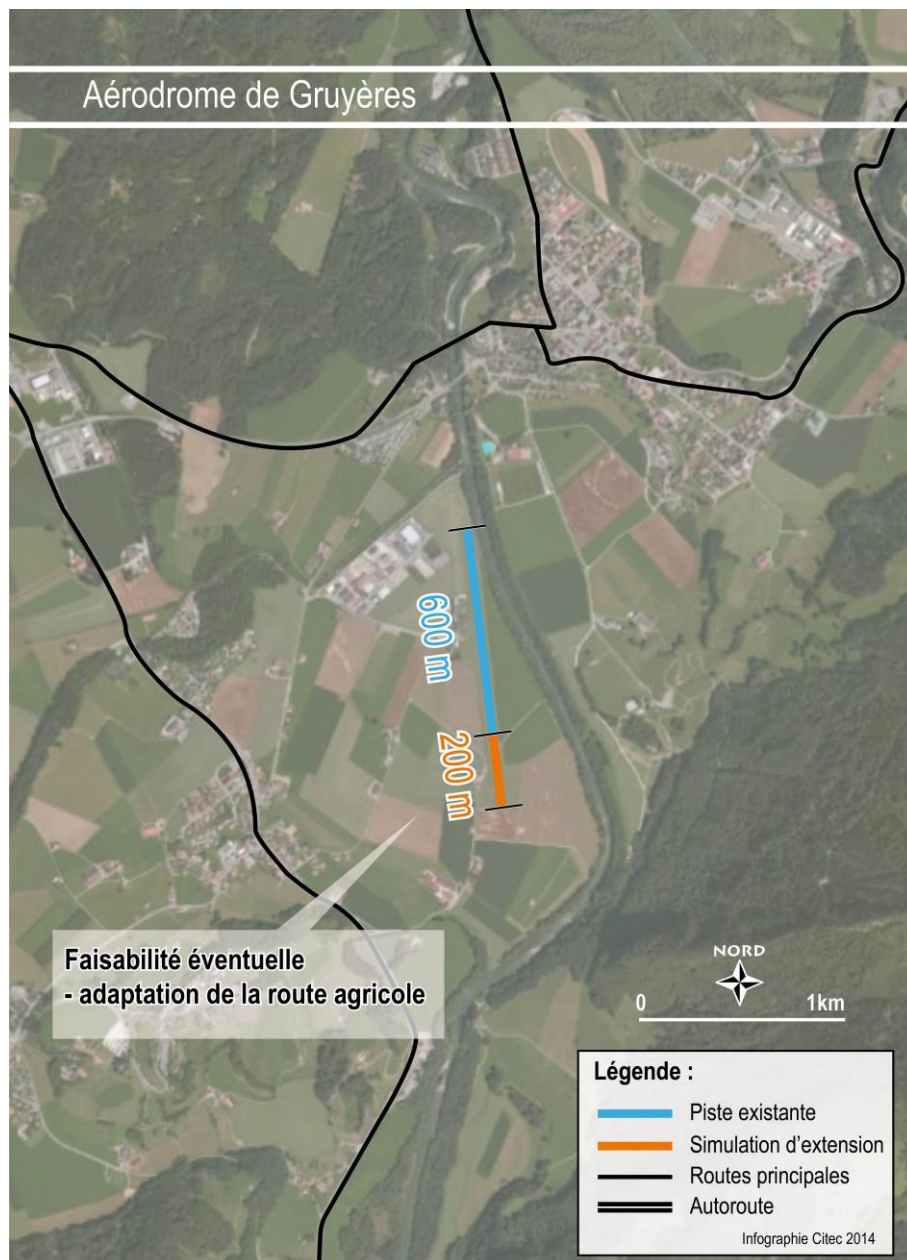 Aérodrome de Gruyères
600 m
200 m
Faisabilité éventuelle
- adaptation de la route agricole
NORD
0 1km
Légende :
Piste existante
Simulation d'extension
Routes principales
Autoroute
Infographie Citec 2014